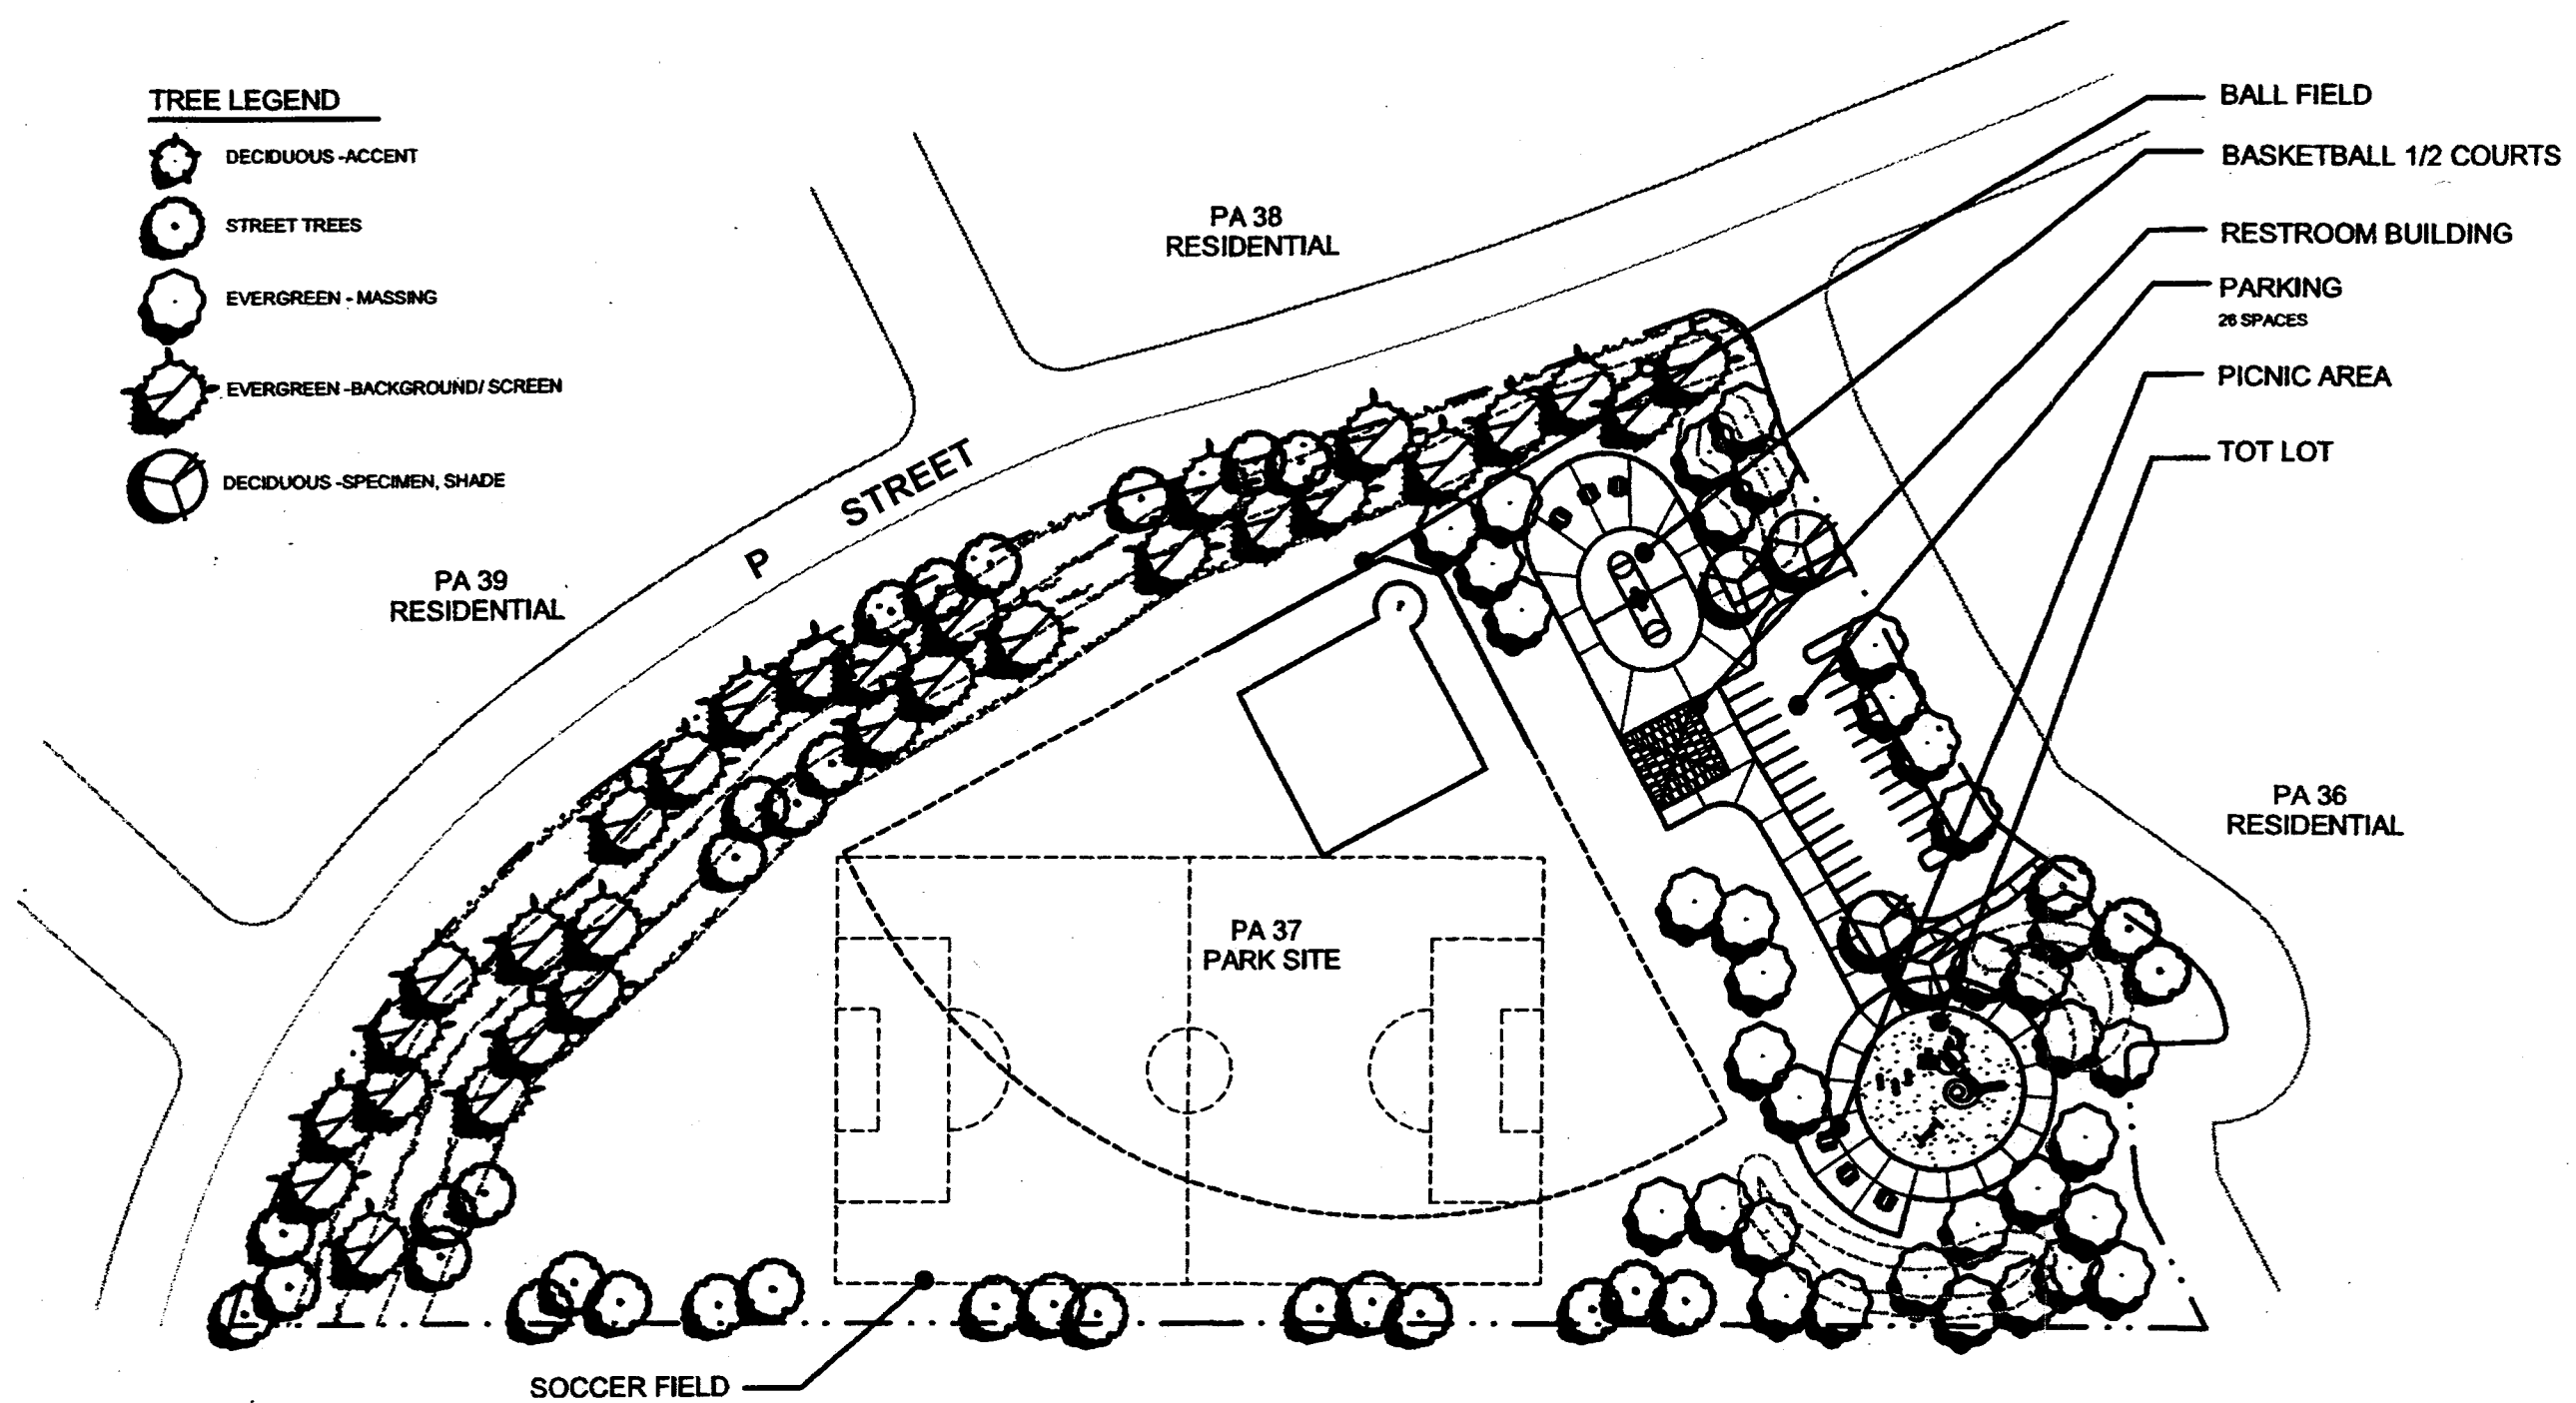 TREE LEGEND
DECIDUOUS -ACCENT
STREET TREES
EVERGREEN - MASSING
EVERGREEN -BACKGROUND/ SCREEN
DECIDUOUS -SPECIMEN, SHADE
PA 38
RESIDENTIAL
BALL FIELD
BASKETBALL 1/2 COURTS
RESTROOM BUILDING
PARKING
26 SPACES
PICNIC AREA
TOT LOT
P STREET
PA 39
RESIDENTIAL
PA 36
RESIDENTIAL
PA 37
PARK SITE
SOCCER FIELD